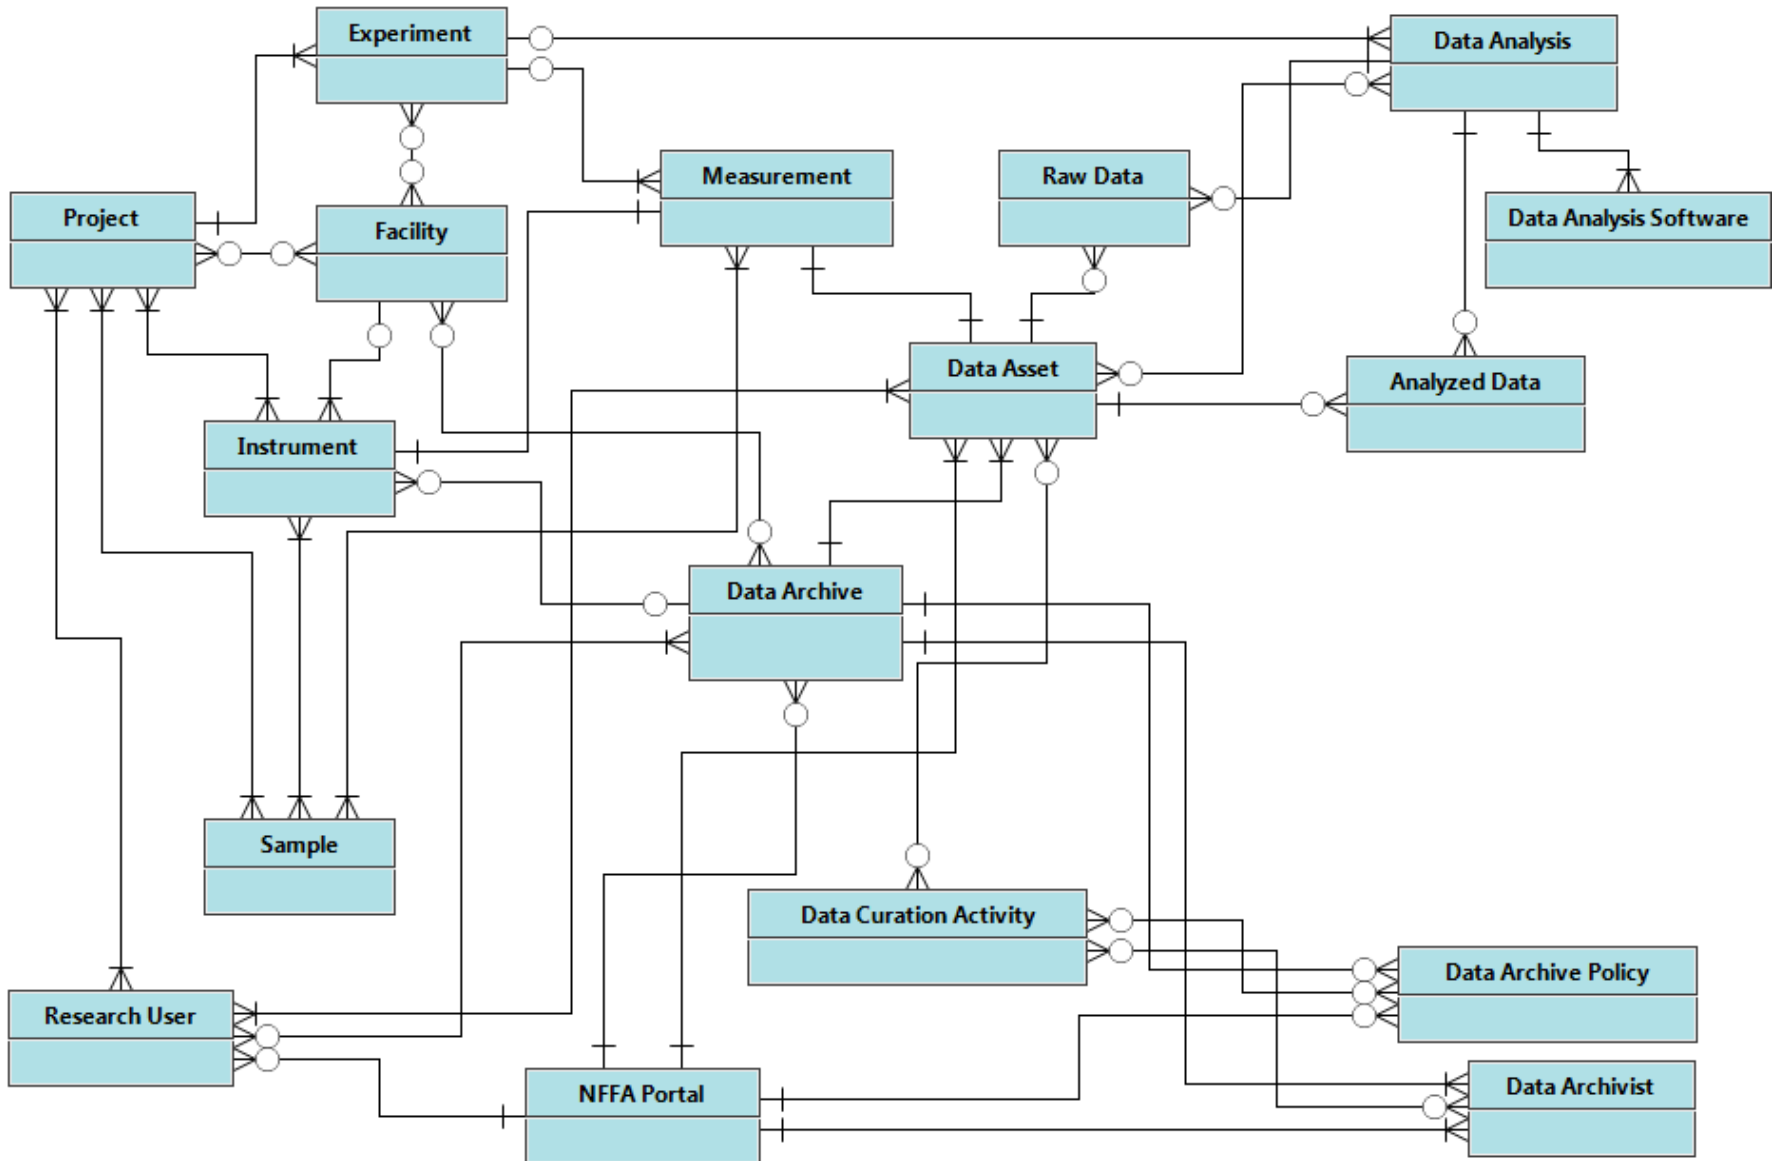 Experiment
Data Analysis
Measurement
Raw Data
Project
Facility
Data Analysis Software
Data Asset
Analyzed Data
Instrument
Data Archive
Sample
Data Curation Activity
Data Archive Policy
Research User
NFFA Portal
Data Archivist